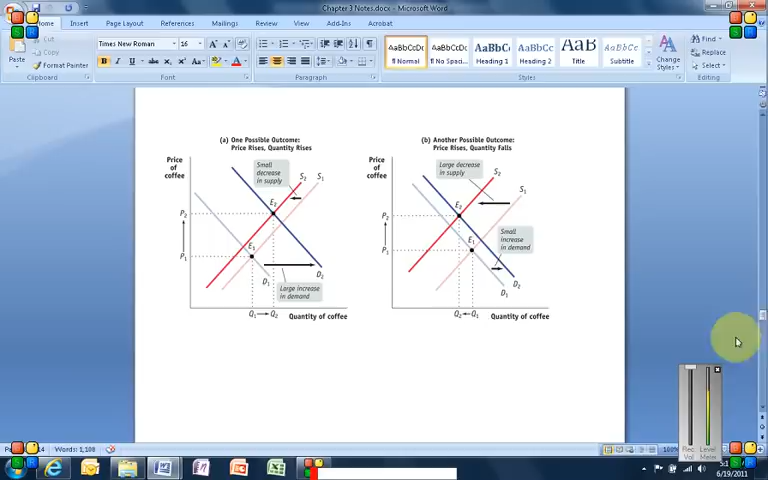 Chapter 3 Notes.docx - Microsoft Word
Home Insert Page Layout References Mailings Review View Add-Ins Acrobat
Cut
Copy
Format Painter
Paste
Clipboard
Times New Roman 16
Font
Paragraph
AaBbCcDc AaBbCcDc AaBbCc AaBbCc AaB AaBbCcL
¶ Normal ¶ No Spaci... Heading 1 Heading 2 Title Subtitle
Change
Styles
Styles
Find
Replace
Select
Editing
(a) One Possible Outcome:
Price Rises, Quantity Rises
Price
of
coffee
Small
decrease
in supply
S2 S1
E2
P2
E1
P1
D1
D2
Large increase
in demand
Q1 Q2 Quantity of coffee
(b) Another Possible Outcome:
Price Rises, Quantity Falls
Price
of
coffee
Large decrease
in supply
S2
S1
E2
P2
E1
P1
Small
increase
in demand
D2
D1
Q2 Q1 Quantity of coffee
Words: 1,108
Rec
Vol
Level
Meter
6/19/2011